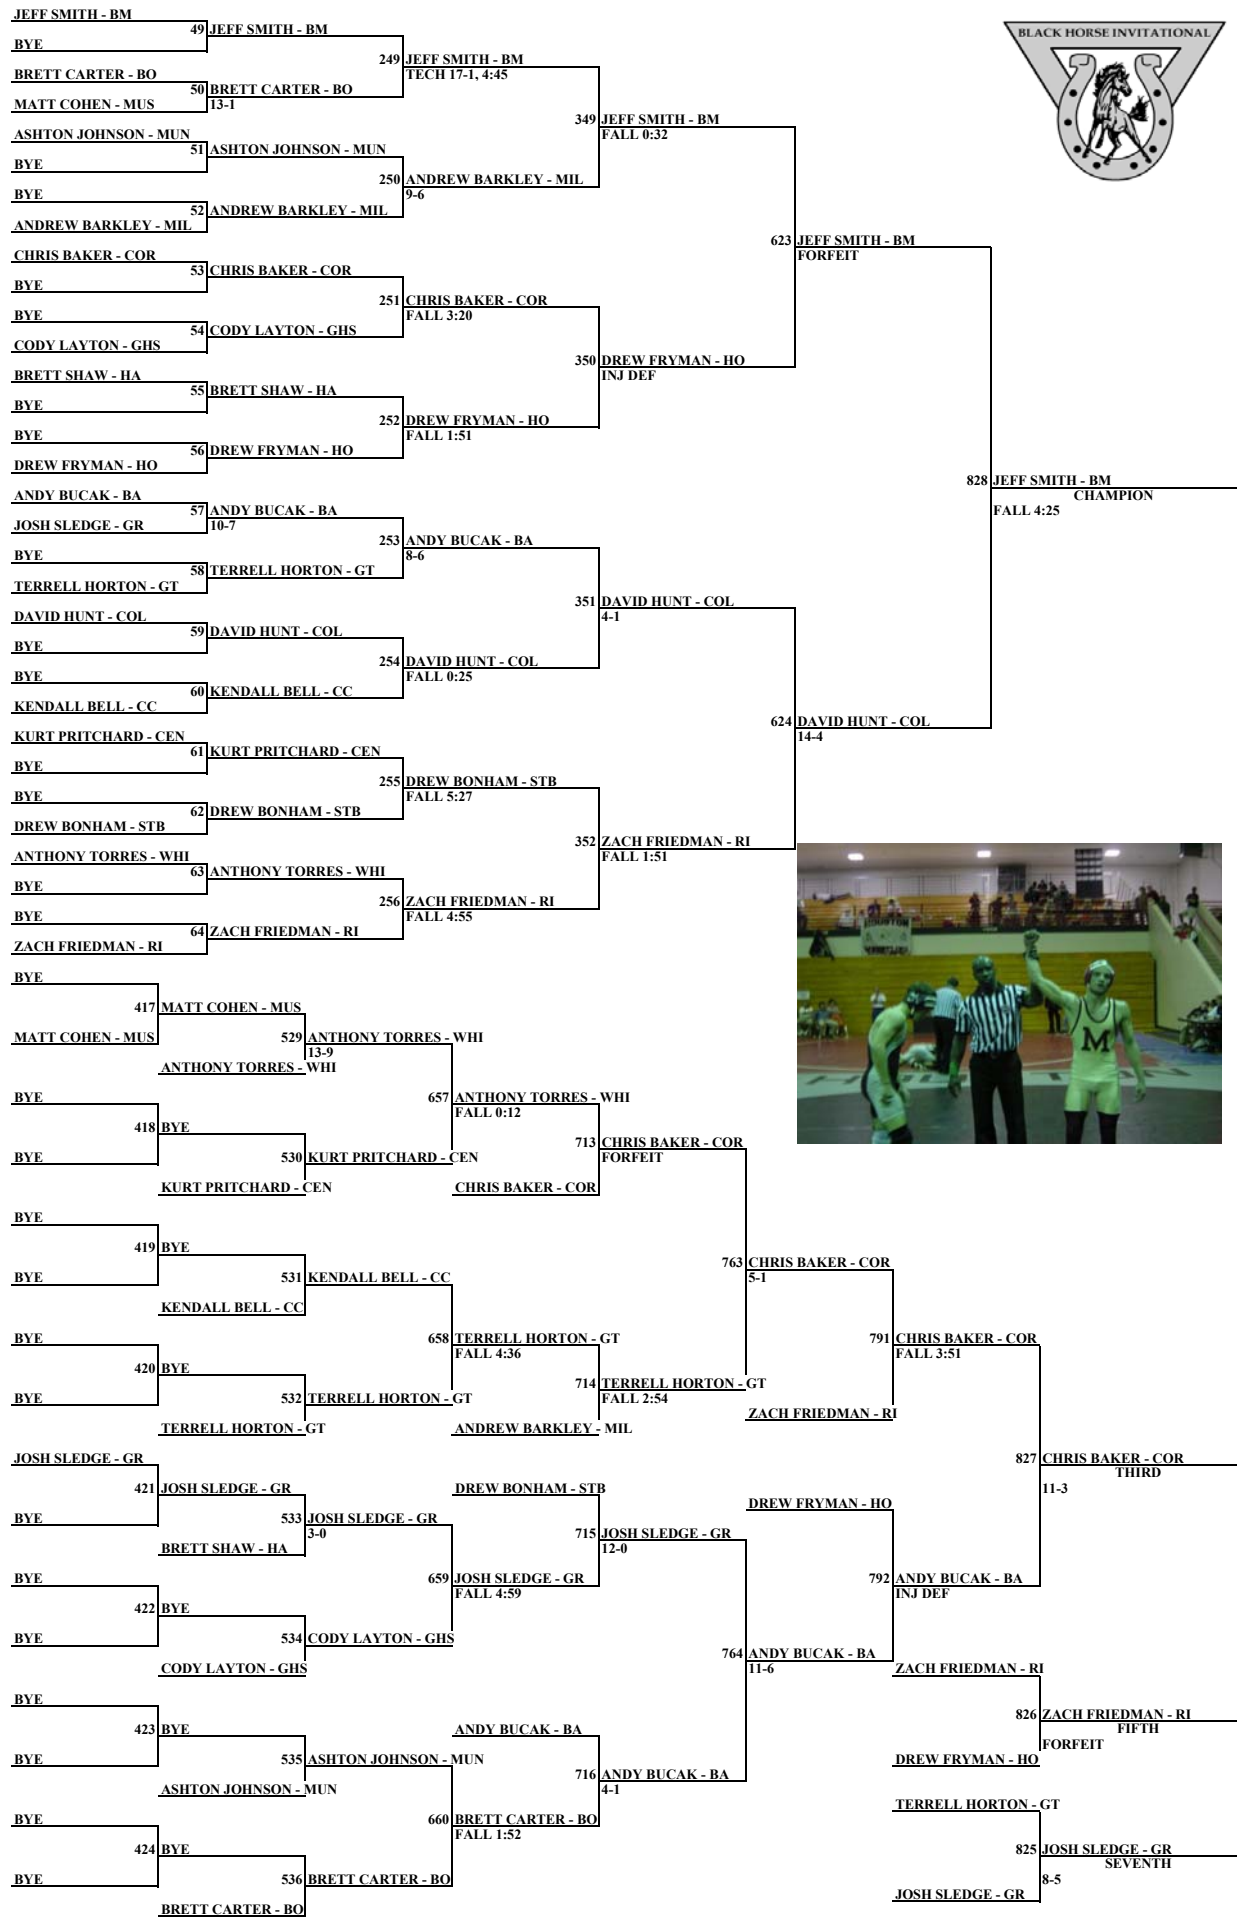 BLACK HORSE INVITATIONAL
JEFF SMITH - BM
49 JEFF SMITH - BM
BYE
249 JEFF SMITH - BM
TECH 17-1, 4:45
BRETT CARTER - BO
50 BRETT CARTER - BO
13-1
MATT COHEN - MUS
349 JEFF SMITH - BM
FALL 0:32
ASHTON JOHNSON - MUN
51 ASHTON JOHNSON - MUN
BYE
250 ANDREW BARKLEY - MIL
9-6
BYE
52 ANDREW BARKLEY - MIL
ANDREW BARKLEY - MIL
623 JEFF SMITH - BM
FORFEIT
CHRIS BAKER - COR
53 CHRIS BAKER - COR
BYE
251 CHRIS BAKER - COR
FALL 3:20
BYE
54 CODY LAYTON - GHS
CODY LAYTON - GHS
350 DREW FRYMAN - HO
INJ DEF
BRETT SHAW - HA
55 BRETT SHAW - HA
BYE
252 DREW FRYMAN - HO
FALL 1:51
BYE
56 DREW FRYMAN - HO
DREW FRYMAN - HO
828 JEFF SMITH - BM
CHAMPION
FALL 4:25
ANDY BUCAK - BA
57 ANDY BUCAK - BA
10-7
JOSH SLEDGE - GR
253 ANDY BUCAK - BA
8-6
BYE
58 TERRELL HORTON - GT
TERRELL HORTON - GT
351 DAVID HUNT - COL
4-1
DAVID HUNT - COL
59 DAVID HUNT - COL
BYE
254 DAVID HUNT - COL
FALL 0:25
BYE
60 KENDALL BELL - CC
KENDALL BELL - CC
624 DAVID HUNT - COL
14-4
KURT PRITCHARD - CEN
61 KURT PRITCHARD - CEN
BYE
255 DREW BONHAM - STB
FALL 5:27
BYE
62 DREW BONHAM - STB
DREW BONHAM - STB
352 ZACH FRIEDMAN - RI
FALL 1:51
ANTHONY TORRES - WHI
63 ANTHONY TORRES - WHI
BYE
256 ZACH FRIEDMAN - RI
FALL 4:55
BYE
64 ZACH FRIEDMAN - RI
ZACH FRIEDMAN - RI
HOUSTON
M
BYE
417 MATT COHEN - MUS
MATT COHEN - MUS
529 ANTHONY TORRES - WHI
13-9
ANTHONY TORRES - WHI
657 ANTHONY TORRES - WHI
FALL 0:12
BYE
418 BYE
BYE
530 KURT PRITCHARD - CEN
KURT PRITCHARD - CEN
713 CHRIS BAKER - COR
FORFEIT
CHRIS BAKER - COR
BYE
419 BYE
BYE
531 KENDALL BELL - CC
KENDALL BELL - CC
763 CHRIS BAKER - COR
5-1
658 TERRELL HORTON - GT
FALL 4:36
BYE
420 BYE
BYE
532 TERRELL HORTON - GT
TERRELL HORTON - GT
714 TERRELL HORTON - GT
FALL 2:54
ANDREW BARKLEY - MIL
791 CHRIS BAKER - COR
FALL 3:51
ZACH FRIEDMAN - RI
827 CHRIS BAKER - COR
THIRD
11-3
JOSH SLEDGE - GR
421 JOSH SLEDGE - GR
BYE
533 JOSH SLEDGE - GR
3-0
BRETT SHAW - HA
DREW BONHAM - STB
715 JOSH SLEDGE - GR
12-0
DREW FRYMAN - HO
659 JOSH SLEDGE - GR
FALL 4:59
792 ANDY BUCAK - BA
INJ DEF
BYE
422 BYE
BYE
534 CODY LAYTON - GHS
CODY LAYTON - GHS
764 ANDY BUCAK - BA
11-6
ZACH FRIEDMAN - RI
826 ZACH FRIEDMAN - RI
FIFTH
FORFEIT
DREW FRYMAN - HO
BYE
423 BYE
BYE
535 ASHTON JOHNSON - MUN
ASHTON JOHNSON - MUN
ANDY BUCAK - BA
716 ANDY BUCAK - BA
4-1
660 BRETT CARTER - BO
FALL 1:52
BYE
424 BYE
BYE
536 BRETT CARTER - BO
BRETT CARTER - BO
TERRELL HORTON - GT
825 JOSH SLEDGE - GR
SEVENTH
8-5
JOSH SLEDGE - GR